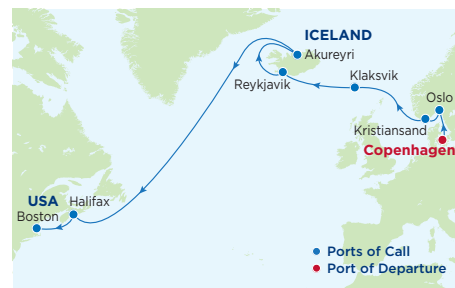 ICELAND
Akureyri
Reykjavik
Klaksvik
Oslo
Kristiansand
Copenhagen
USA
Halifax
Boston
Ports of Call
Port of Departure